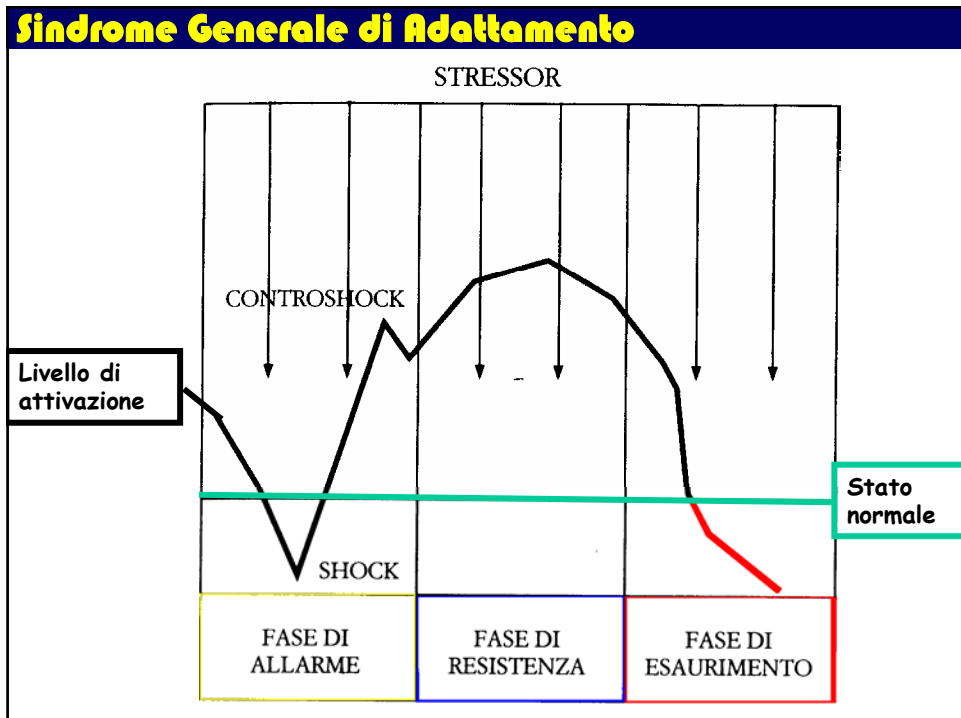 Sindrome Generale di Adattamento
STRESSOR
CONTROSHOCK
Livello di
attivazione
Stato
normale
SHOCK
FASE DI
ALLARME
FASE DI
RESISTENZA
FASE DI
ESAURIMENTO